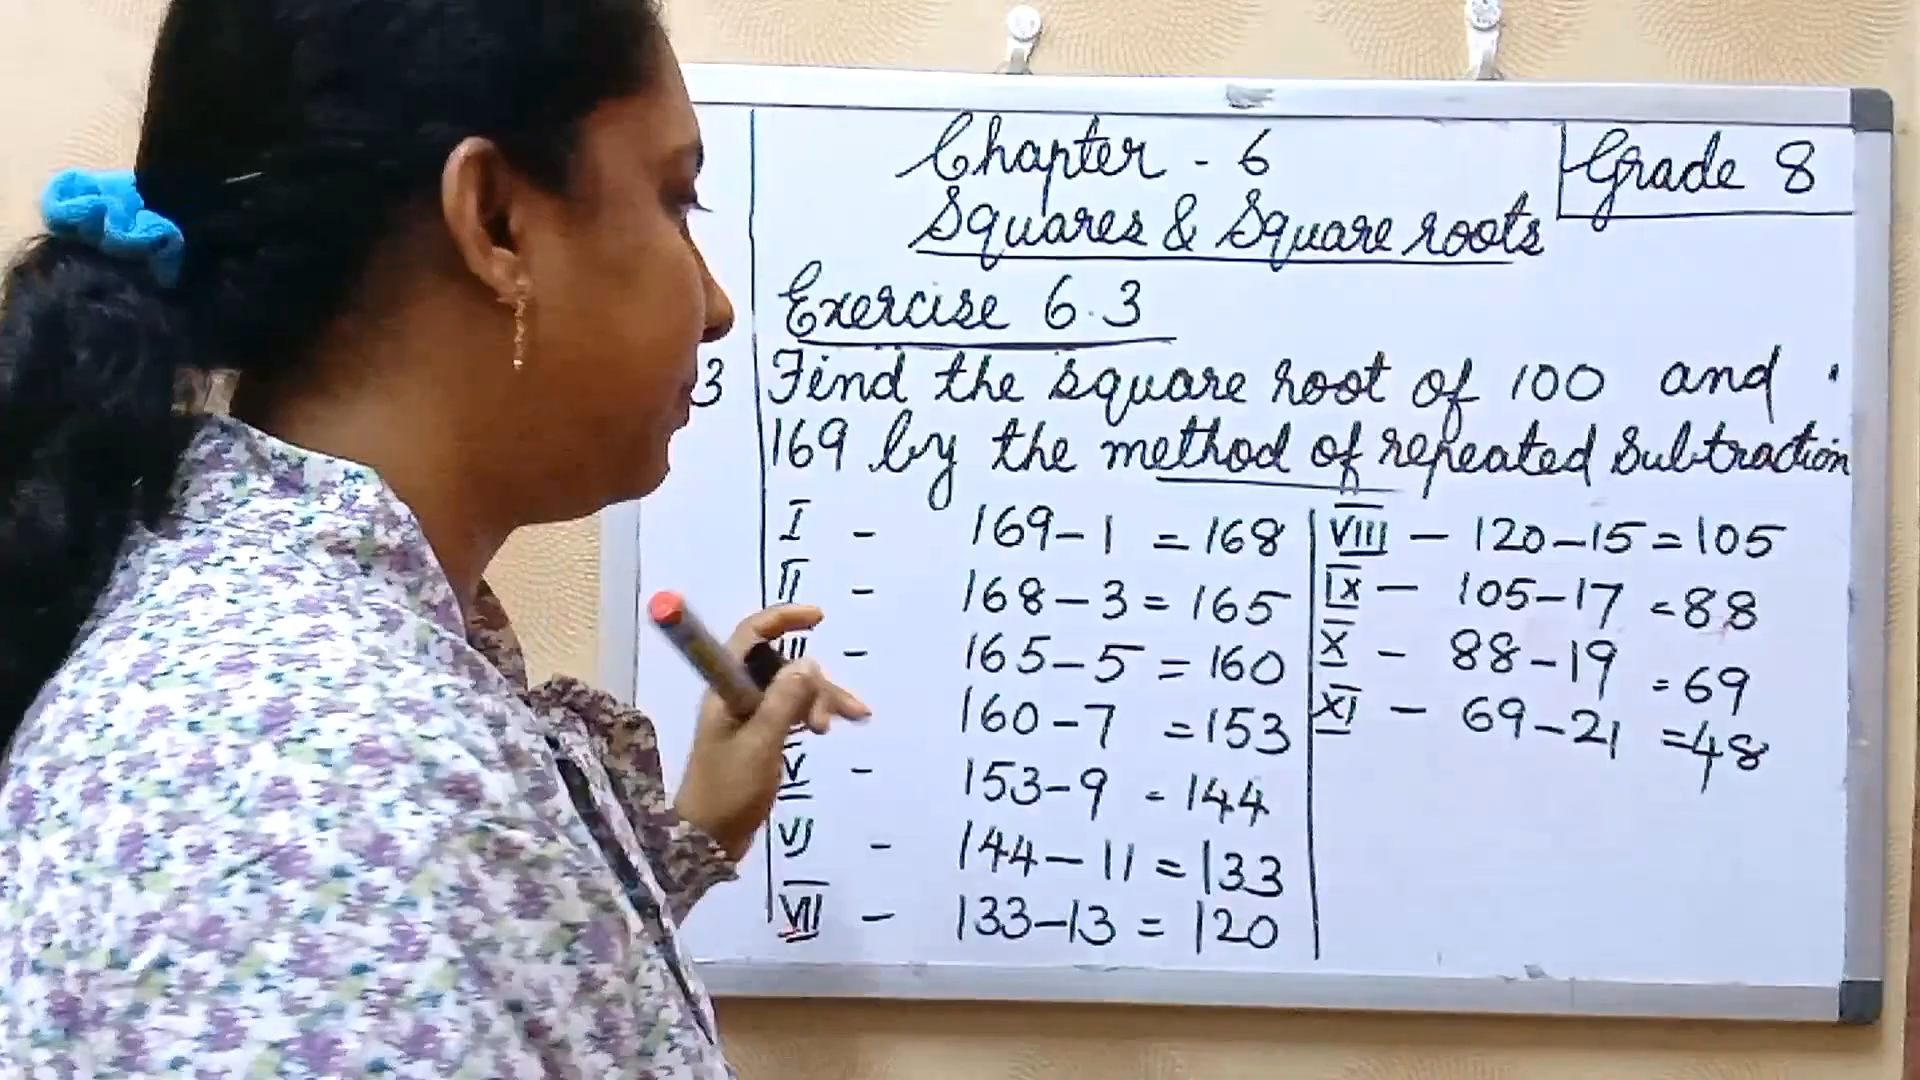 Chapter - 6
Grade 8
Squares & Square roots
Exercise 6.3
3 Find the square root of 100 and
169 by the method of repeated subtraction
I - 169-1 = 168
II - 168-3 = 165
III - 165-5 = 160
160-7 = 153
V - 153-9 = 144
VI - 144-11 = 133
VII - 133-13 = 120
VIII - 120-15 = 105
IX - 105-17 = 88
X - 88-19 = 69
XI - 69-21 = 48